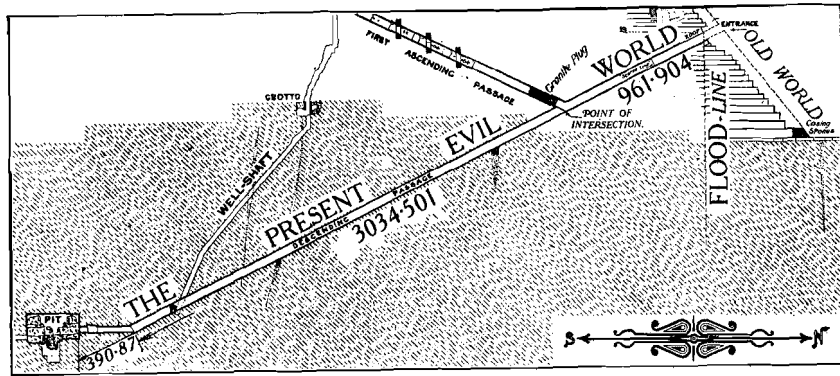 ENTRANCE
OLD WORLD
ROOF
WORLD
961·904
FIRST ASCENDING PASSAGE
Granite Plug
POINT OF
INTERSECTION.
Casing
Stones
FLOOD-LINE
GROTTO
WELL-SHAFT
EVIL
PRESENT
DESCENDING PASSAGE
3034·501
THE
PIT
390·87
S
N